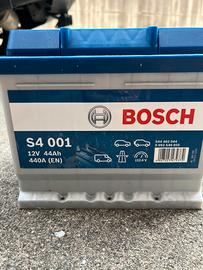 BOSCH
S4 001
12V 44Ah
440A (EN)